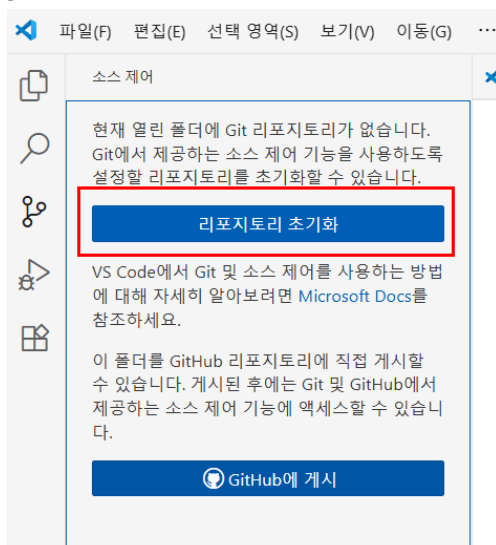 파일(F) 편집(E) 선택 영역(S) 보기(V) 이동(G) ···
소스 제어
현재 열린 폴더에 Git 리포지토리가 없습니다.
Git에서 제공하는 소스 제어 기능을 사용하도록
설정할 리포지토리를 초기화할 수 있습니다.
리포지토리 초기화
VS Code에서 Git 및 소스 제어를 사용하는 방법
에 대해 자세히 알아보려면 Microsoft Docs를
참조하세요.
이 폴더를 GitHub 리포지토리에 직접 게시할
수 있습니다. 게시된 후에는 Git 및 GitHub에서
제공하는 소스 제어 기능에 액세스할 수 있습니
다.
GitHub에 게시